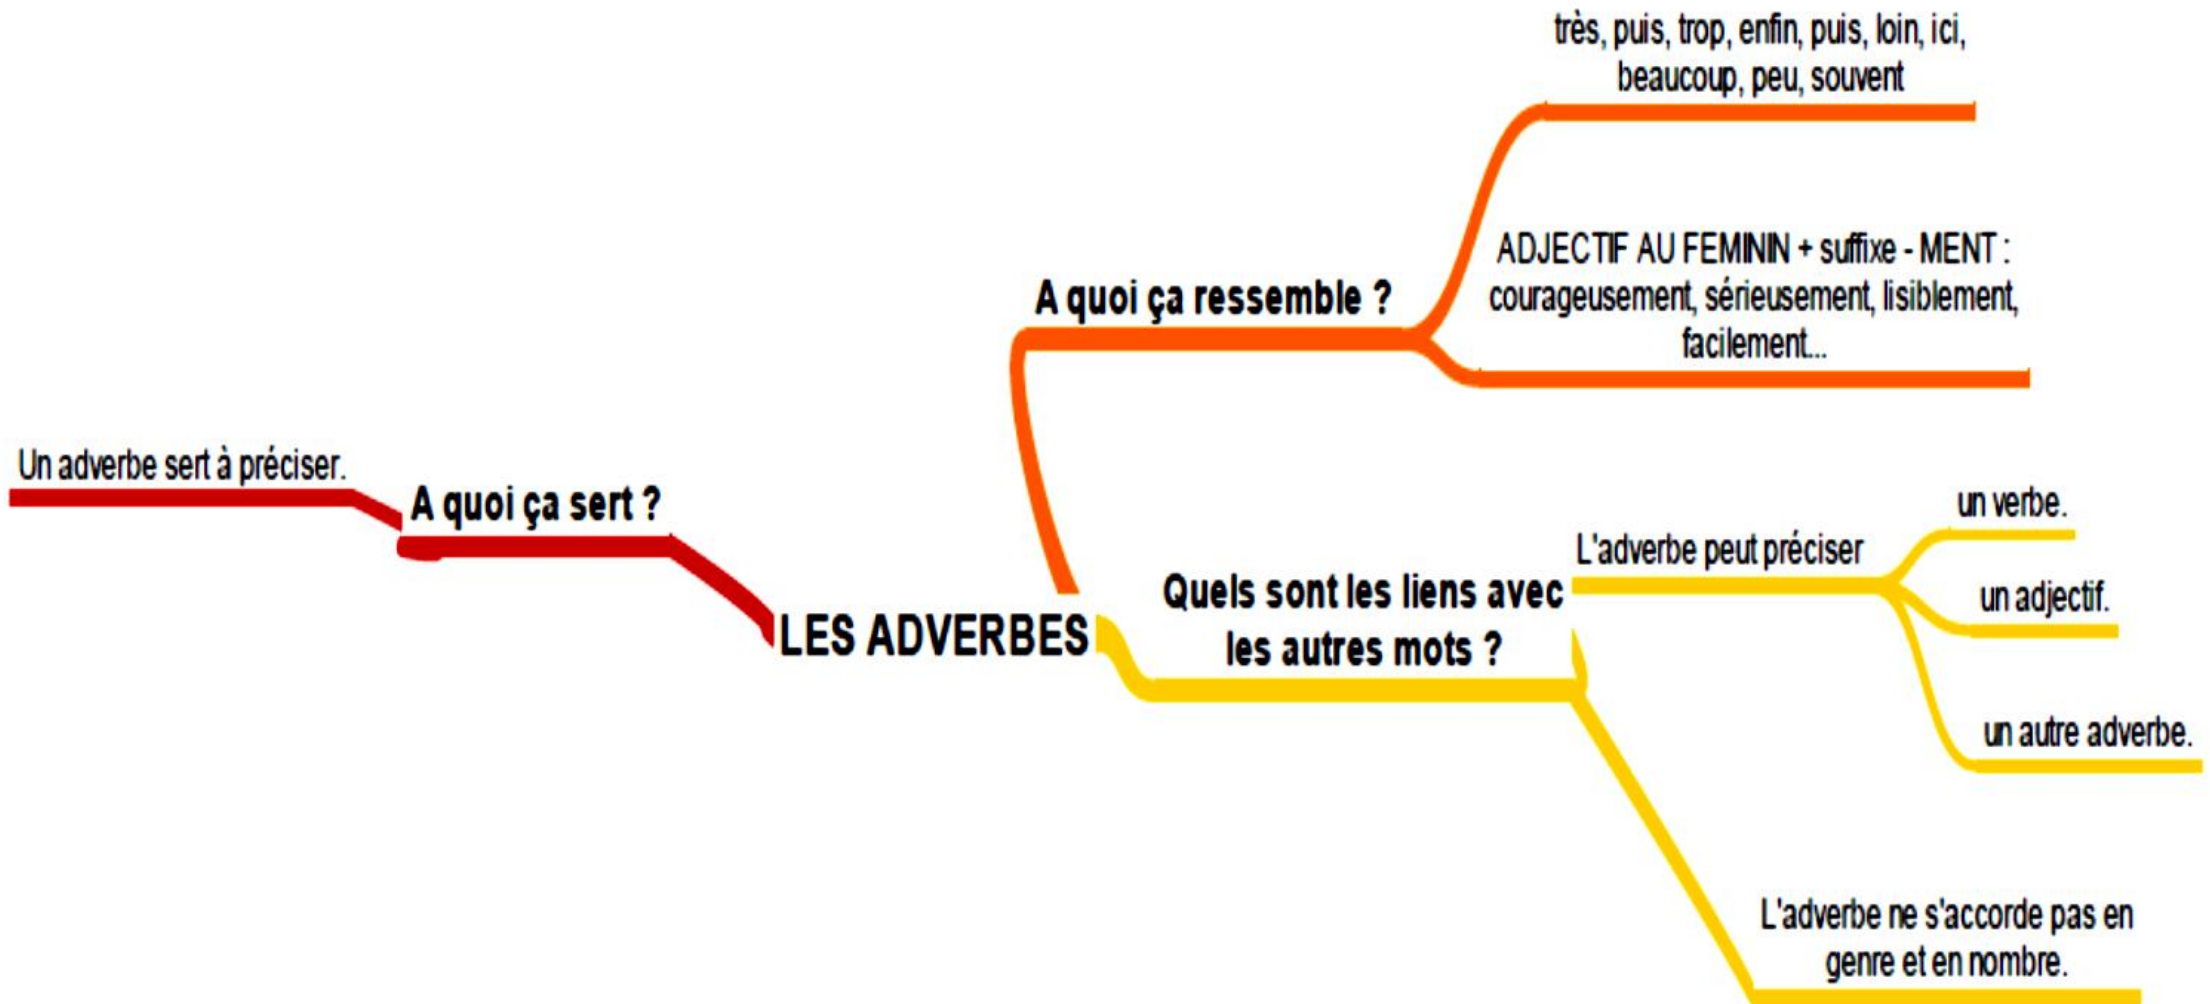 très, puis, trop, enfin, puis, loin, ici,
beaucoup, peu, souvent
ADJECTIF AU FEMININ + suffixe - MENT :
courageusement, sérieusement, lisiblement,
facilement...
A quoi ça ressemble ?
Un adverbe sert à préciser.
A quoi ça sert ?
LES ADVERBES
Quels sont les liens avec
les autres mots ?
L'adverbe peut préciser
un verbe.
un adjectif.
un autre adverbe.
L'adverbe ne s'accorde pas en
genre et en nombre.